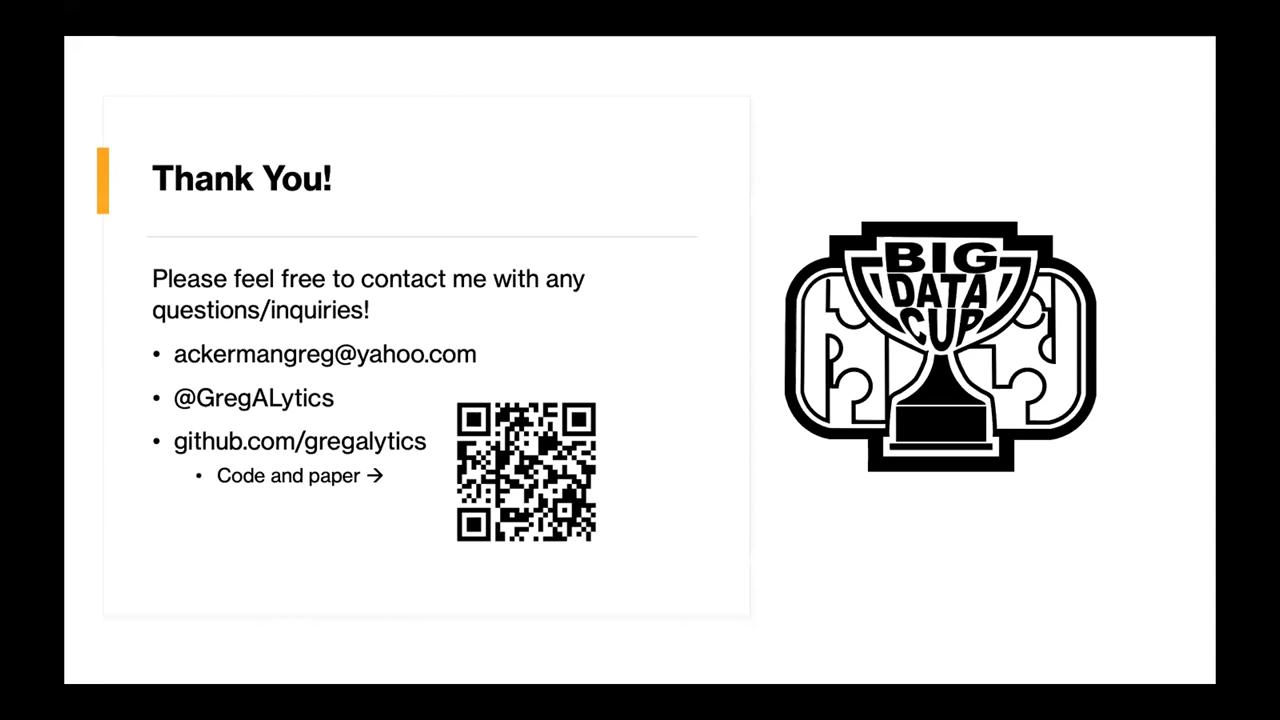 Thank You!
Please feel free to contact me with any
questions/inquiries!
• ackermangreg@yahoo.com
• @GregALytics
• github.com/gregalytics
• Code and paper →
BIG
DATA
CUP